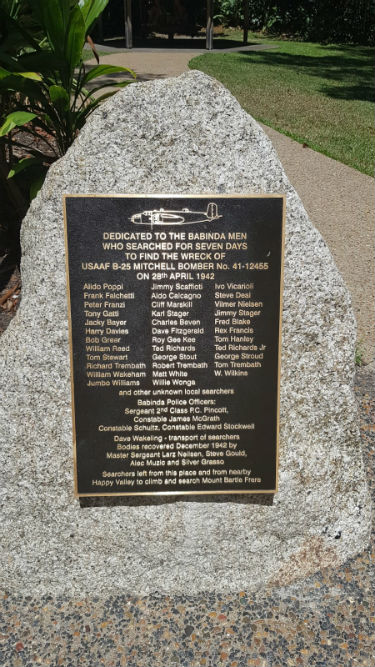 DEDICATED TO THE BABINDA MEN
WHO SEARCHED FOR SEVEN DAYS
TO FIND THE WRECK OF
USAAF B-25 MITCHELL BOMBER No. 41-12455
ON 28th APRIL 1942
Alido Poppi Jimmy Scaffoti Ivo Vicarioli
Frank Falchetti Aldo Calcagno Steve Deal
Peter Franzi Cliff Marskill Vilmer Nielsen
Tony Gatti Karl Stager Jimmy Stager
Jacky Bayer Charles Beven Fred Blake
Harry Davies Dave Fitzgerald Rex Francis
Bob Greer Roy Gee Kee Tom Hanley
William Reed Ted Richards Ted Richards Jr
Tom Stewart George Stout George Stroud
Richard Trembath Robert Trembath Tom Trembath
William Wakeham Matt White W. Wilkins
Jumbo Williams Willie Wonga
and other unknown local searchers
Babinda Police Officers:
Sergeant 2nd Class P.C. Pincott,
Constable James McGrath
Constable Schultz, Constable Edward Stockwell
Dave Wakeling - transport of searchers
Bodies recovered December 1942 by
Master Sergeant Larz Neilsen, Steve Gould,
Alec Muzic and Silver Grasso
Searchers left from this place and from nearby
Happy Valley to climb and search Mount Bartle Frere